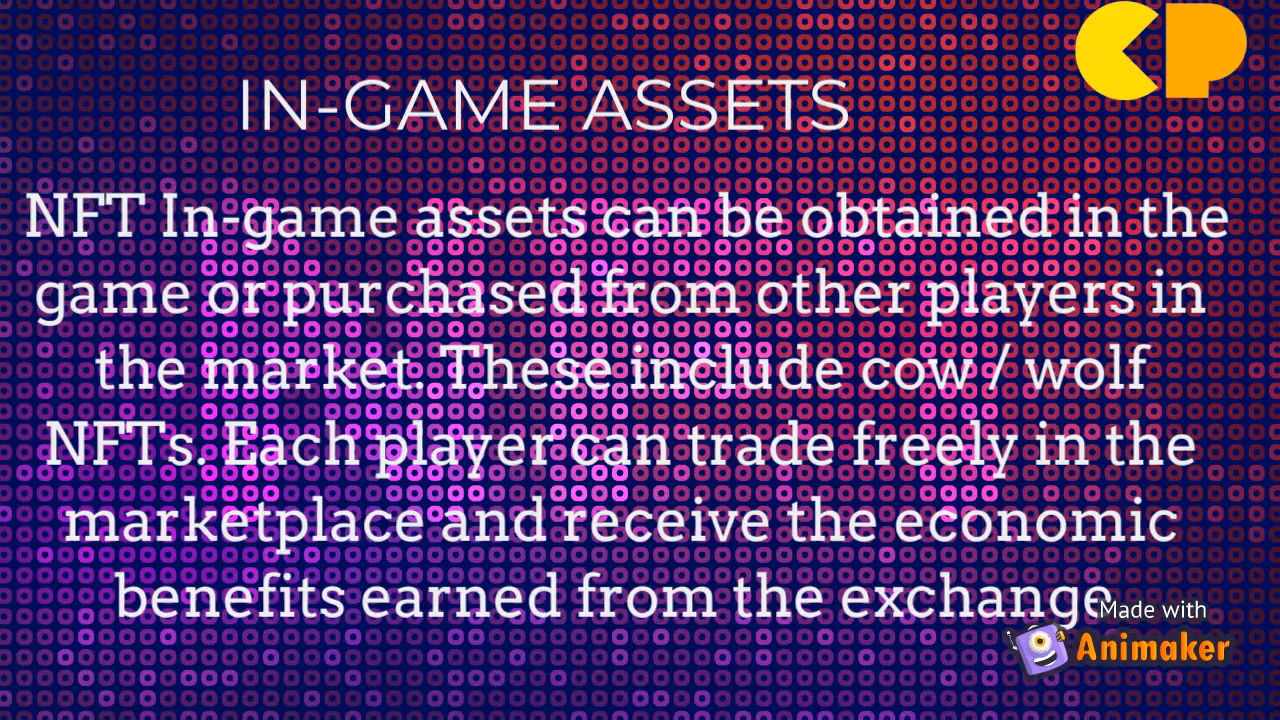 CP
IN-GAME ASSETS
NFT In-game assets can be obtained in the
game or purchased from other players in
the market. These include cow / wolf
NFTs. Each player can trade freely in the
marketplace and receive the economic
benefits earned from the exchange
Made with
Animaker